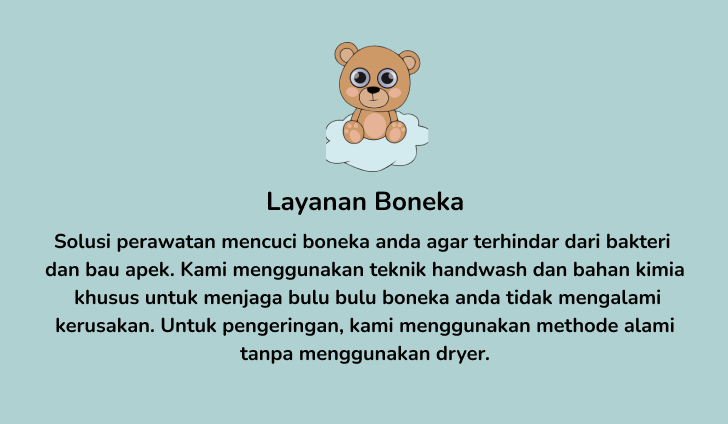 Layanan Boneka
Solusi perawatan mencuci boneka anda agar terhindar dari bakteri
dan bau apek. Kami menggunakan teknik handwash dan bahan kimia
khusus untuk menjaga bulu bulu boneka anda tidak mengalami
kerusakan. Untuk pengeringan, kami menggunakan methode alami
tanpa menggunakan dryer.